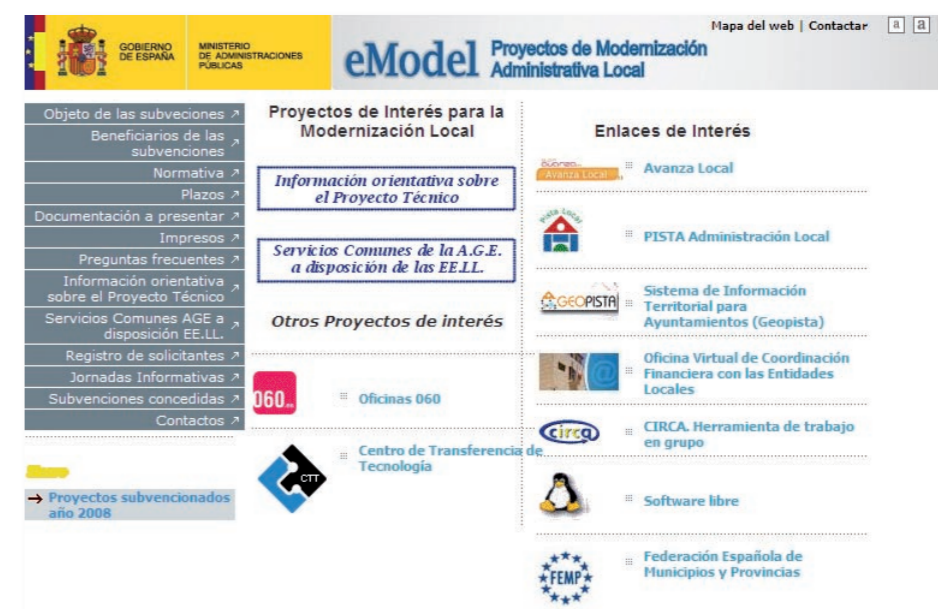 GOBIERNO
DE ESPAÑA
MINISTERIO
DE ADMINISTRACIONES
PÚBLICAS
eModel
Proyectos de Modernización
Administrativa Local
Mapa del web | Contactar
a a
Objeto de las subveciones
Beneficiarios de las
subvenciones
Normativa
Plazos
Documentación a presentar
Impresos
Preguntas frecuentes
Información orientativa
sobre el Proyecto Técnico
Servicios Comunes AGE a
disposición EE.LL.
Registro de solicitantes
Jornadas Informativas
Subvenciones concedidas
Contactos
Proyectos subvencionados
año 2008
Proyectos de Interés para la
Modernización Local
Información orientativa sobre
el Proyecto Técnico
Servicios Comunes de la A.G.E.
a disposición de las EE.LL.
Otros Proyectos de interés
060.es
Oficinas 060
CTT
Centro de Transferencia de
Tecnología
Enlaces de Interés
Avanza Local
Avanza Local
Pista Local
PISTA Administración Local
GEOPISTA
Sistema de Información
Territorial para
Ayuntamientos (Geopista)
Oficina Virtual de Coordinación
Financiera con las Entidades
Locales
circa
CIRCA. Herramienta de trabajo
en grupo
Software libre
FEMP
Federación Española de
Municipios y Provincias